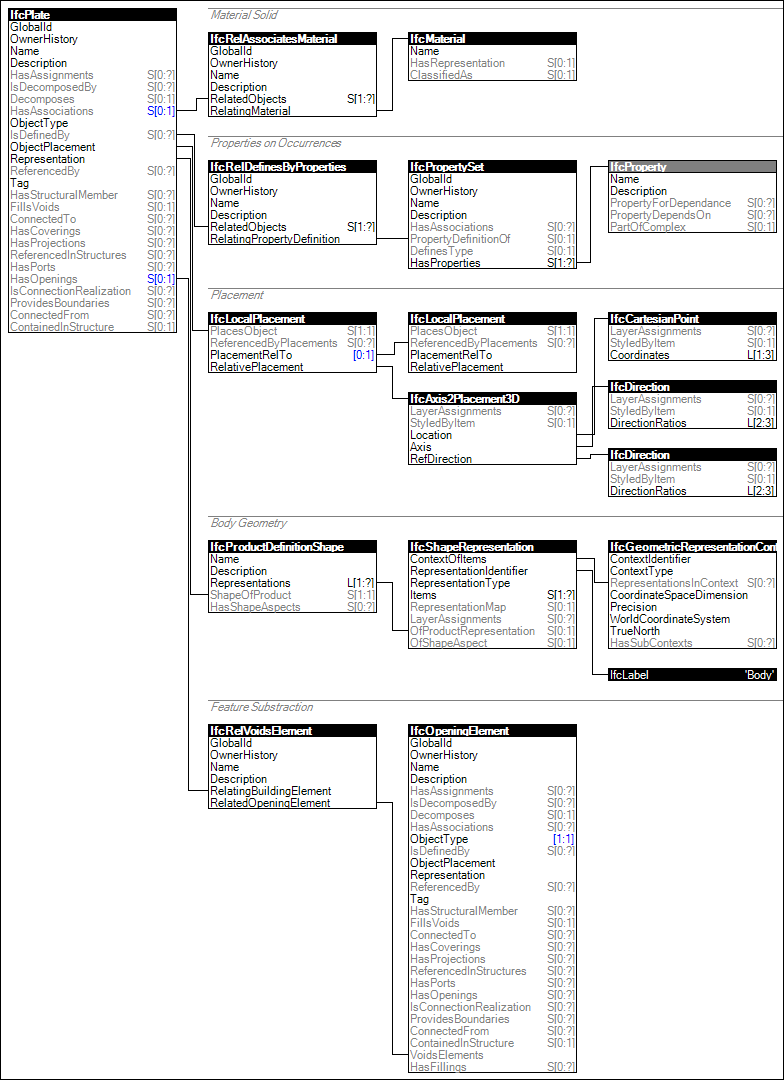 IfcPlate
GlobalId
OwnerHistory
Name
Description
HasAssignments S[0:?]
IsDecomposedBy S[0:?]
Decomposes S[0:1]
HasAssociations S[0:1]
ObjectType
IsDefinedBy S[0:?]
ObjectPlacement
Representation
ReferencedBy S[0:?]
Tag
HasStructuralMember S[0:?]
FillsVoids S[0:1]
ConnectedTo S[0:?]
HasCoverings S[0:?]
HasProjections S[0:?]
ReferencedInStructures S[0:?]
HasPorts S[0:?]
HasOpenings S[0:1]
IsConnectionRealization S[0:?]
ProvidesBoundaries S[0:?]
ConnectedFrom S[0:?]
ContainedInStructure S[0:1]
Material Solid
IfcRelAssociatesMaterial
GlobalId
OwnerHistory
Name
Description
RelatedObjects S[1:?]
RelatingMaterial
IfcMaterial
Name
HasRepresentation S[0:1]
ClassifiedAs S[0:1]
Properties on Occurrences
IfcRelDefinesByProperties
GlobalId
OwnerHistory
Name
Description
RelatedObjects S[1:?]
RelatingPropertyDefinition
IfcPropertySet
GlobalId
OwnerHistory
Name
Description
HasAssociations S[0:?]
PropertyDefinitionOf S[0:1]
DefinesType S[0:1]
HasProperties S[1:?]
IfcProperty
Name
Description
PropertyForDependance S[0:?]
PropertyDependsOn S[0:?]
PartOfComplex S[0:1]
Placement
IfcLocalPlacement
PlacesObject S[1:1]
ReferencedByPlacements S[0:?]
PlacementRelTo [0:1]
RelativePlacement
IfcLocalPlacement
PlacesObject S[1:1]
ReferencedByPlacements S[0:?]
PlacementRelTo
RelativePlacement
IfcAxis2Placement3D
LayerAssignments S[0:?]
StyledByItem S[0:1]
Location
Axis
RefDirection
IfcCartesianPoint
LayerAssignments S[0:?]
StyledByItem S[0:1]
Coordinates L[1:3]
IfcDirection
LayerAssignments S[0:?]
StyledByItem S[0:1]
DirectionRatios L[2:3]
IfcDirection
LayerAssignments S[0:?]
StyledByItem S[0:1]
DirectionRatios L[2:3]
Body Geometry
IfcProductDefinitionShape
Name
Description
Representations L[1:?]
ShapeOfProduct S[1:1]
HasShapeAspects S[0:?]
IfcShapeRepresentation
ContextOfItems
RepresentationIdentifier
RepresentationType
Items S[1:?]
RepresentationMap S[0:1]
LayerAssignments S[0:?]
OfProductRepresentation S[0:1]
OfShapeAspect S[0:1]
IfcGeometricRepresentationCont
ContextIdentifier
ContextType
RepresentationsInContext S[0:?]
CoordinateSpaceDimension
Precision
WorldCoordinateSystem
TrueNorth
HasSubContexts S[0:?]
IfcLabel 'Body'
Feature Substraction
IfcRelVoidsElement
GlobalId
OwnerHistory
Name
Description
RelatingBuildingElement
RelatedOpeningElement
IfcOpeningElement
GlobalId
OwnerHistory
Name
Description
HasAssignments S[0:?]
IsDecomposedBy S[0:?]
Decomposes S[0:1]
HasAssociations S[0:?]
ObjectType [1:1]
IsDefinedBy S[0:?]
ObjectPlacement
Representation
ReferencedBy S[0:?]
Tag
HasStructuralMember S[0:?]
FillsVoids S[0:1]
ConnectedTo S[0:?]
HasCoverings S[0:?]
HasProjections S[0:?]
ReferencedInStructures S[0:?]
HasPorts S[0:?]
HasOpenings S[0:?]
IsConnectionRealization S[0:?]
ProvidesBoundaries S[0:?]
ConnectedFrom S[0:?]
ContainedInStructure S[0:1]
VoidsElements
HasFillings S[0:?]